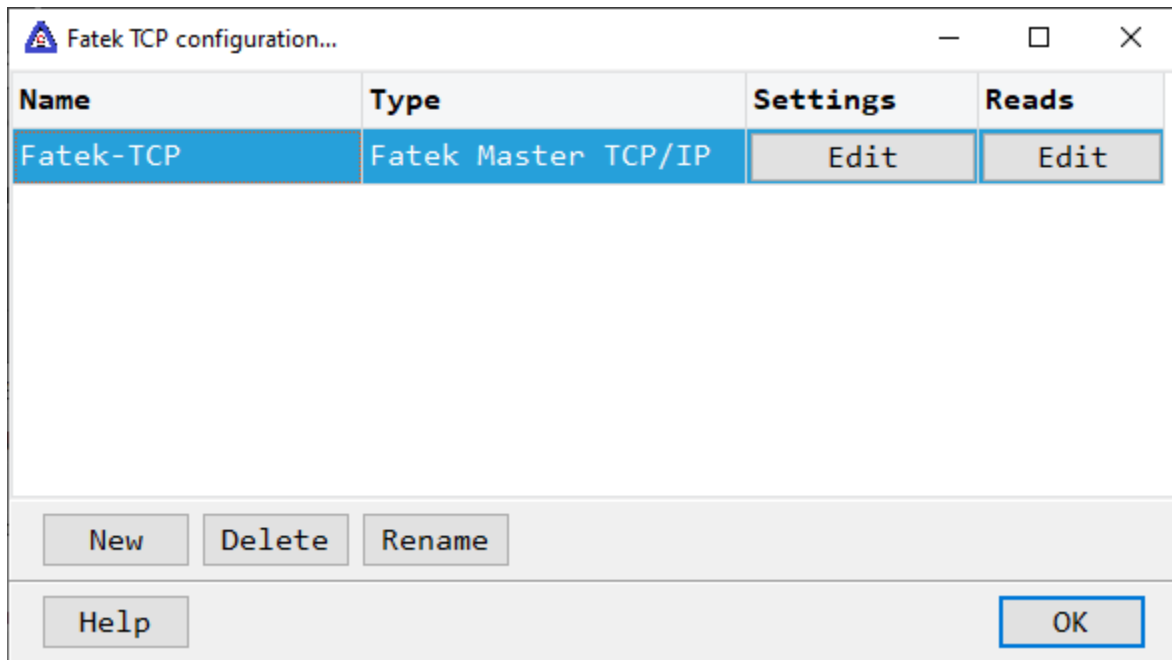 Fatek TCP configuration...
Name Type Settings Reads
Fatek-TCP Fatek Master TCP/IP Edit Edit
New Delete Rename
Help OK